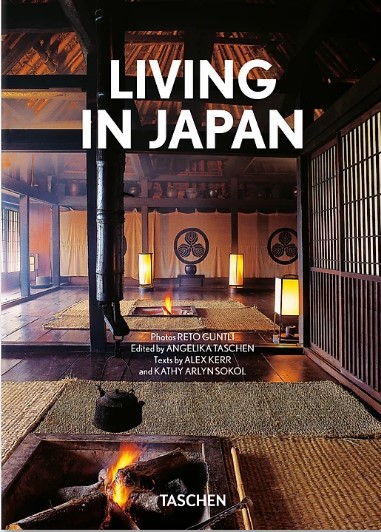 LIVING
IN JAPAN
Photos RETO GUNTLI
Edited by ANGELIKA TASCHEN
Texts by ALEX KERR
and KATHY ARLYN SOKOL
TASCHEN